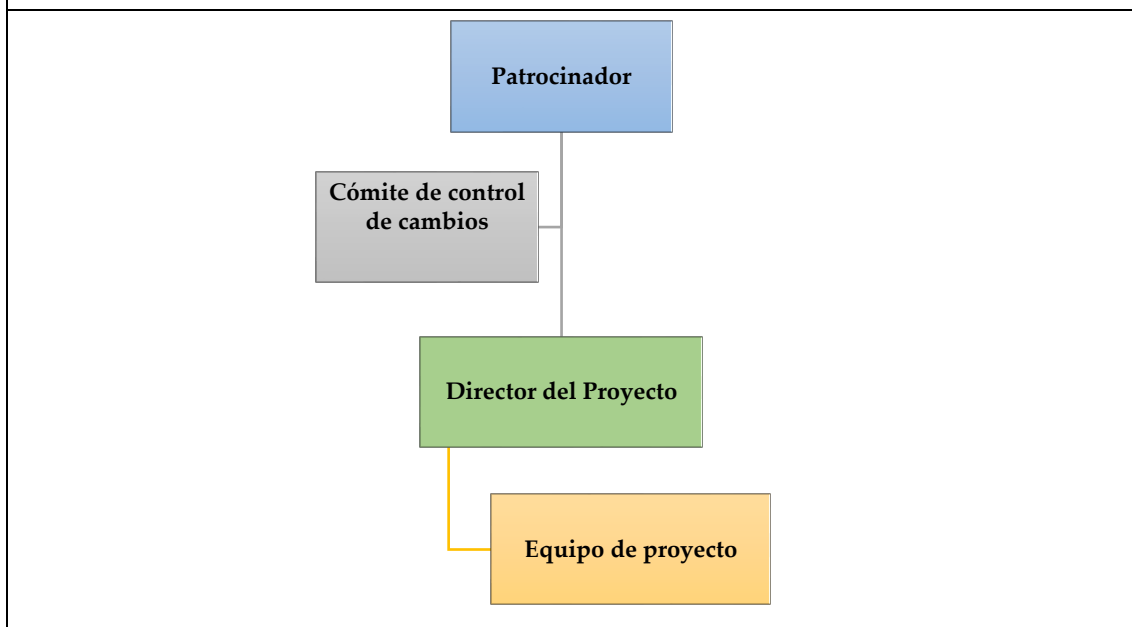 Patrocinador
Cómite de control
de cambios
Director del Proyecto
Equipo de proyecto